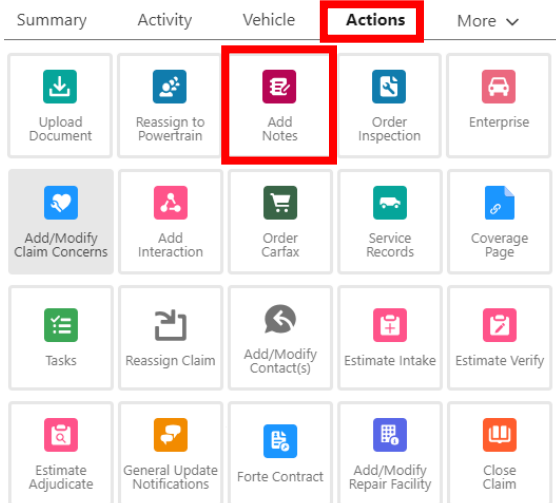 Summary Activity Vehicle Actions More
Upload
Document
Reassign to
Powertrain
Add
Notes
Order
Inspection
Enterprise
Add/Modify
Claim Concerns
Add
Interaction
Order
Carfax
Service
Records
Coverage
Page
Tasks
Reassign Claim
Add/Modify
Contact(s)
Estimate Intake
Estimate Verify
Estimate
Adjudicate
General Update
Notifications
Forte Contract
Add/Modify
Repair Facility
Close
Claim